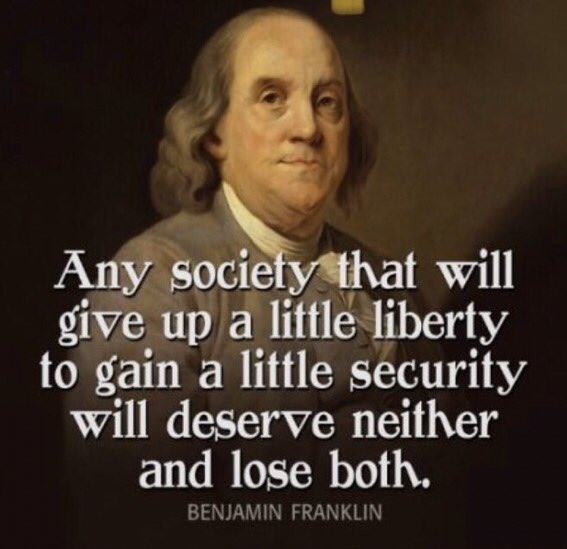 Any society that will
give up a little liberty
to gain a little security
will deserve neither
and lose both.
BENJAMIN FRANKLIN